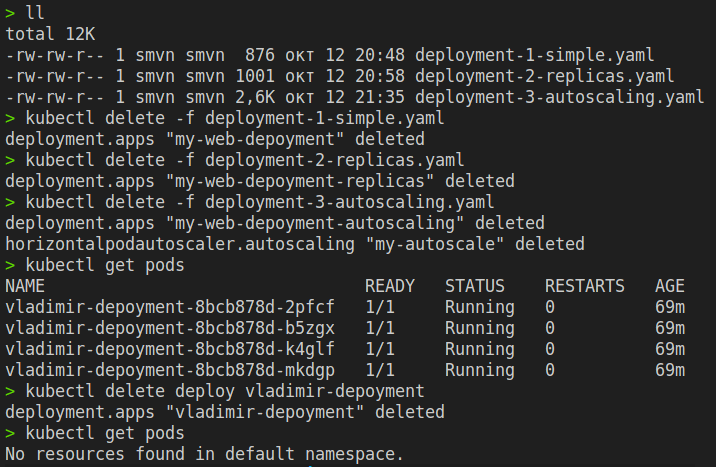 > ll
total 12K
-rw-rw-r-- 1 smvn smvn  876 окт 12 20:48 deployment-1-simple.yaml
-rw-rw-r-- 1 smvn smvn 1001 окт 12 20:58 deployment-2-replicas.yaml
-rw-rw-r-- 1 smvn smvn 2,6K окт 12 21:35 deployment-3-autoscaling.yaml
> kubectl delete -f deployment-1-simple.yaml
deployment.apps "my-web-depoyment" deleted
> kubectl delete -f deployment-2-replicas.yaml
deployment.apps "my-web-depoyment-replicas" deleted
> kubectl delete -f deployment-3-autoscaling.yaml
deployment.apps "my-web-depoyment-autoscaling" deleted
horizontalpodautoscaler.autoscaling "my-autoscale" deleted
> kubectl get pods
NAME                                READY   STATUS    RESTARTS   AGE
vladimir-depoyment-8bcb878d-2pfcf   1/1     Running   0          69m
vladimir-depoyment-8bcb878d-b5zgx   1/1     Running   0          69m
vladimir-depoyment-8bcb878d-k4glf   1/1     Running   0          69m
vladimir-depoyment-8bcb878d-mkdgp   1/1     Running   0          69m
> kubectl delete deploy vladimir-depoyment
deployment.apps "vladimir-depoyment" deleted
> kubectl get pods
No resources found in default namespace.